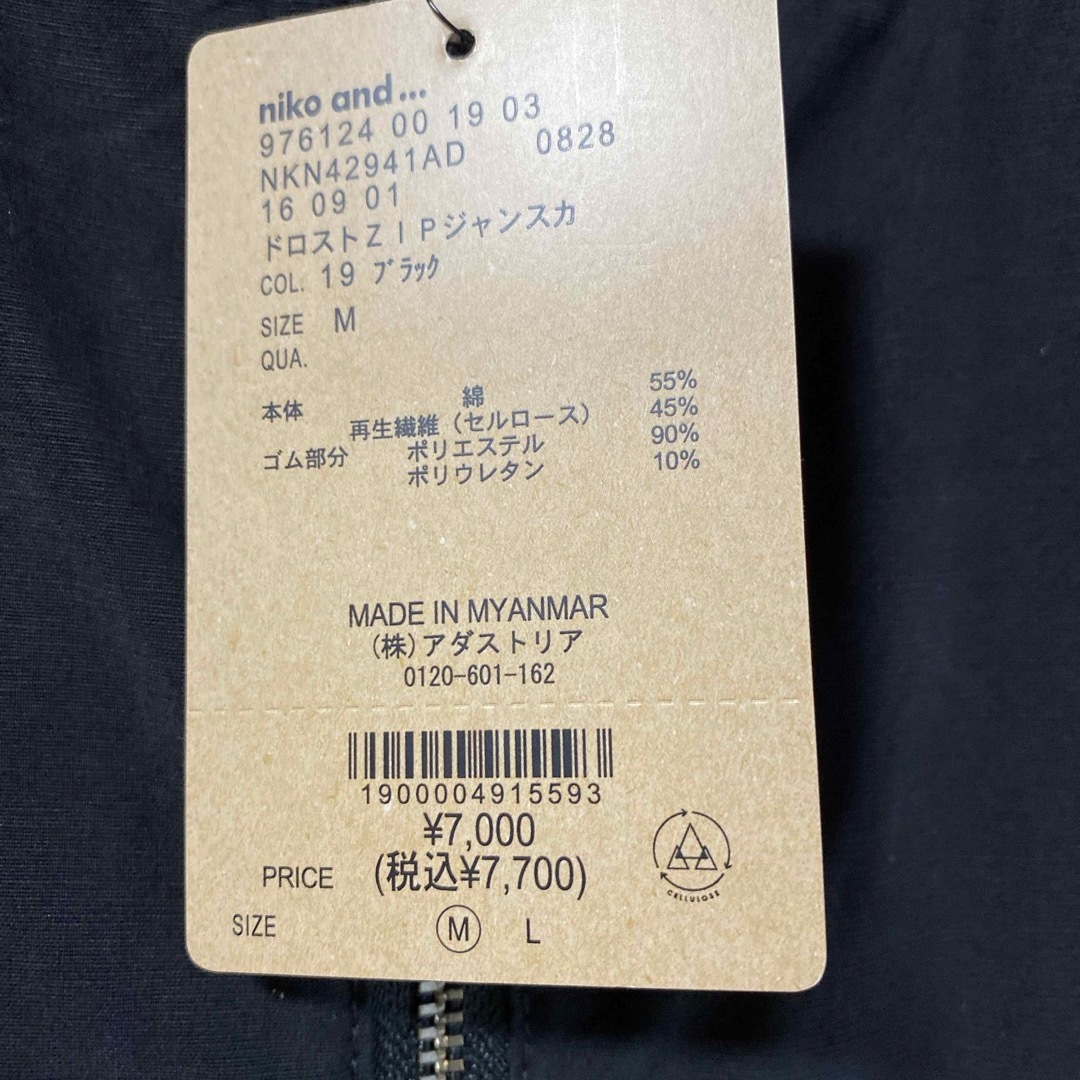 niko and...
976124 00 19 03
NKN42941AD 0828
16 09 01
ドロストZIPジャンスカ
COL. 19 ブラック
SIZE M
QUA.
本体 綿 55%
再生繊維(セルロース) 45%
ゴム部分 ポリエステル 90%
ポリウレタン 10%
MADE IN MYANMAR
(株)アダストリア
0120-601-162
1900004915593
¥7,000
PRICE (税込¥7,700)
CELLULOSE
SIZE M L